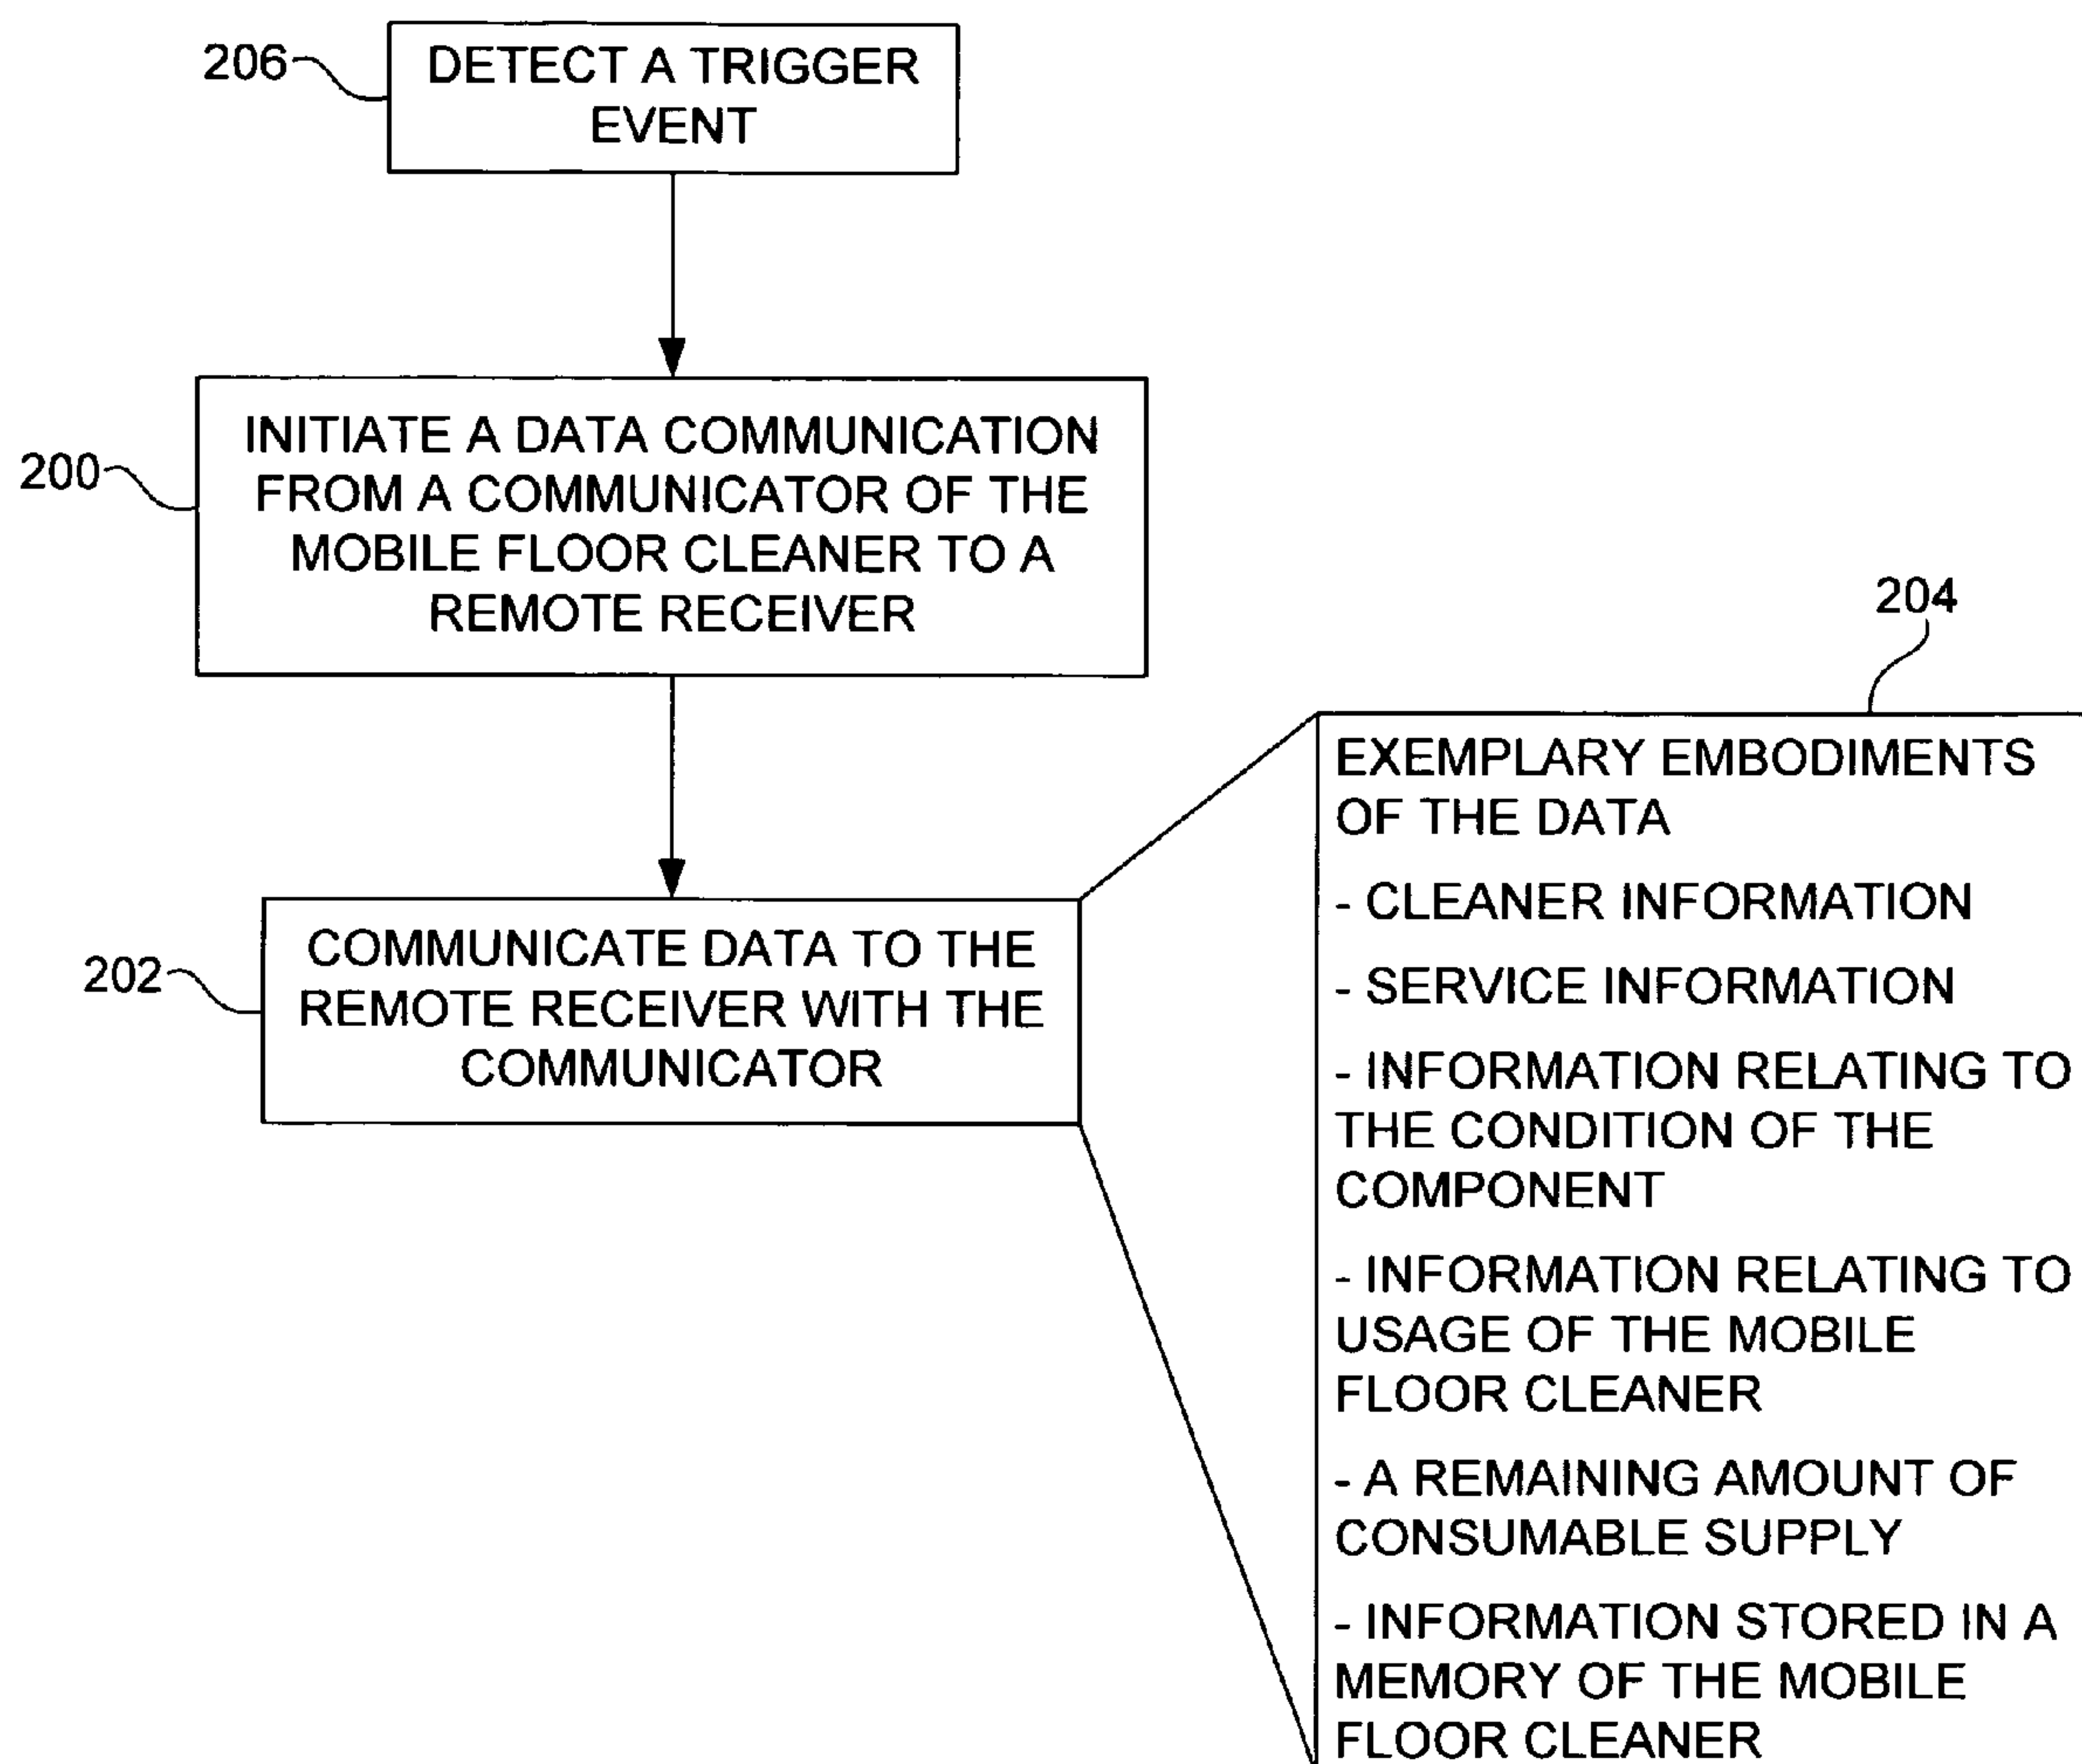 206
DETECT A TRIGGER
EVENT
200
INITIATE A DATA COMMUNICATION
FROM A COMMUNICATOR OF THE
MOBILE FLOOR CLEANER TO A
REMOTE RECEIVER
202
COMMUNICATE DATA TO THE
REMOTE RECEIVER WITH THE
COMMUNICATOR
204
EXEMPLARY EMBODIMENTS
OF THE DATA
- CLEANER INFORMATION
- SERVICE INFORMATION
- INFORMATION RELATING TO
THE CONDITION OF THE
COMPONENT
- INFORMATION RELATING TO
USAGE OF THE MOBILE
FLOOR CLEANER
- A REMAINING AMOUNT OF
CONSUMABLE SUPPLY
- INFORMATION STORED IN A
MEMORY OF THE MOBILE
FLOOR CLEANER